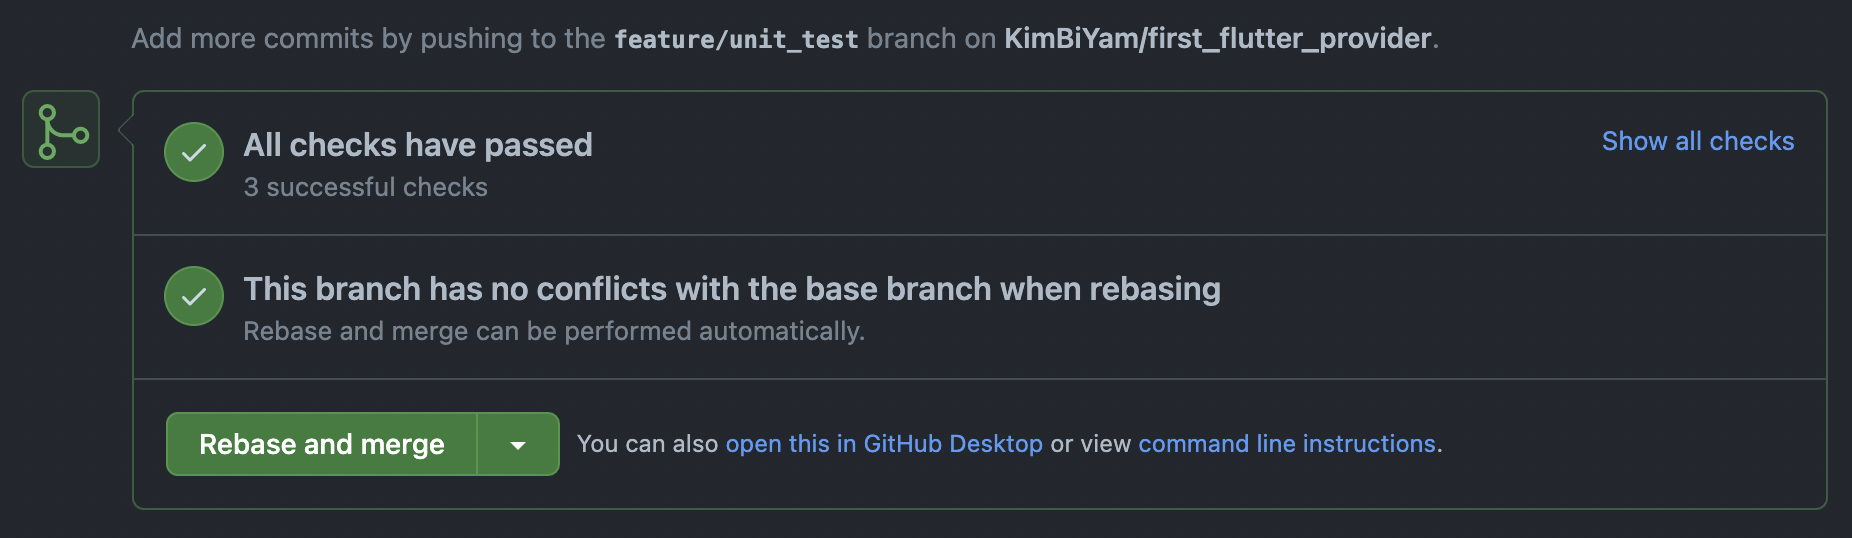 Add more commits by pushing to the feature/unit_test branch on KimBiYam/first_flutter_provider.
All checks have passed
Show all checks
3 successful checks
This branch has no conflicts with the base branch when rebasing
Rebase and merge can be performed automatically.
Rebase and merge
You can also open this in GitHub Desktop or view command line instructions.